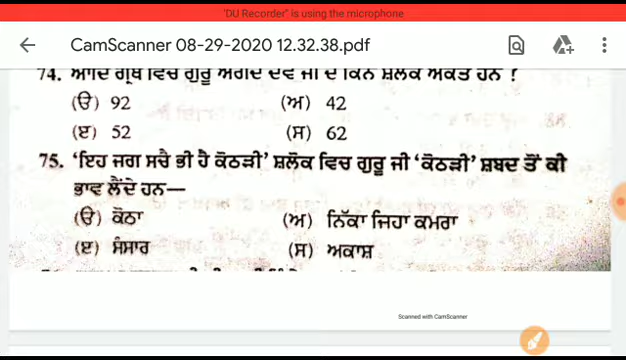 "DU Recorder" is using the microphone
CamScanner 08-29-2020 12.32.38.pdf
74. ਆਦਿ ਗ੍ਰੰਥ ਵਿਚ ਗੁਰੂ ਅੰਗਦ ਦੇਵ ਜੀ ਦੇ ਕਿੰਨੇ ਸ਼ਲੋਕ ਅੰਕਿਤ ਹਨ ?
(ੳ) 92 (ਅ) 42
(ੲ) 52 (ਸ) 62
75. ‘ਇਹ ਜਗ ਸਚੈ ਭੀ ਹੈ ਕੋਠੜੀ’ ਸ਼ਲੋਕ ਵਿਚ ਗੁਰੂ ਜੀ ‘ਕੋਠੜੀ’ ਸ਼ਬਦ ਤੋਂ ਕੀ
ਭਾਵ ਲੈਂਦੇ ਹਨ—
(ੳ) ਕੋਠਾ (ਅ) ਨਿੱਕਾ ਜਿਹਾ ਕਮਰਾ
(ੲ) ਸੰਸਾਰ (ਸ) ਅਕਾਸ਼
Scanned with CamScanner